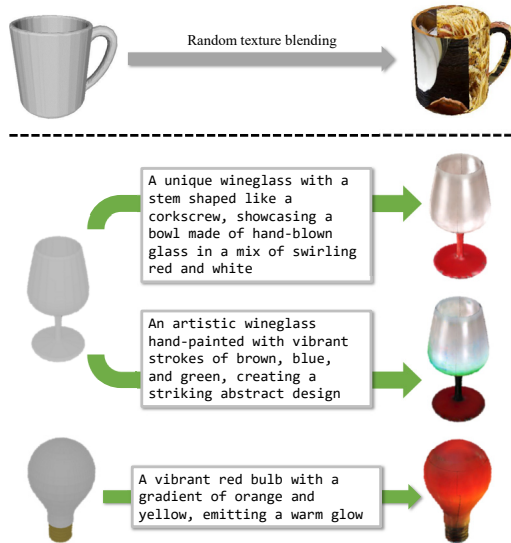 Random texture blending
A unique wineglass with a
stem shaped like a
corkscrew, showcasing a
bowl made of hand-blown
glass in a mix of swirling
red and white
An artistic wineglass
hand-painted with vibrant
strokes of brown, blue,
and green, creating a
striking abstract design
A vibrant red bulb with a
gradient of orange and
yellow, emitting a warm glow